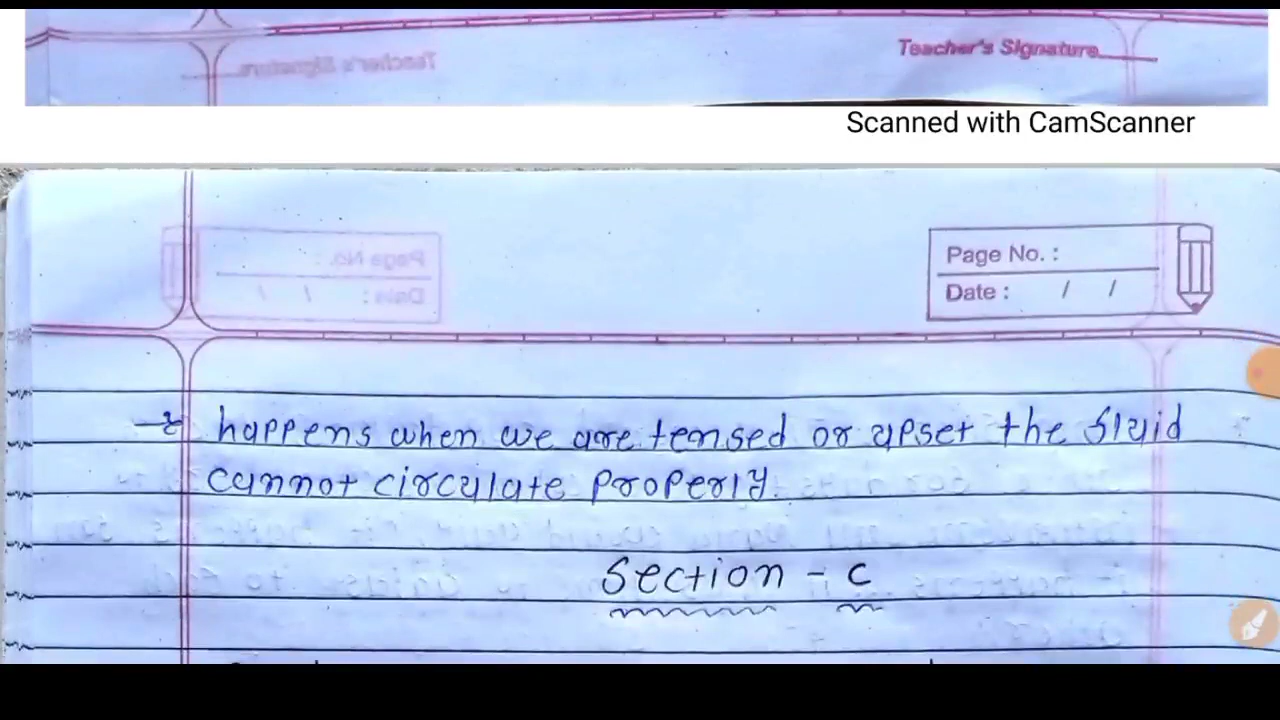 Teacher's Signature
Scanned with CamScanner
Page No. :
Date : / /
→ happens when we are tensed or upset the fluid
cannot circulate properly.
Section - C